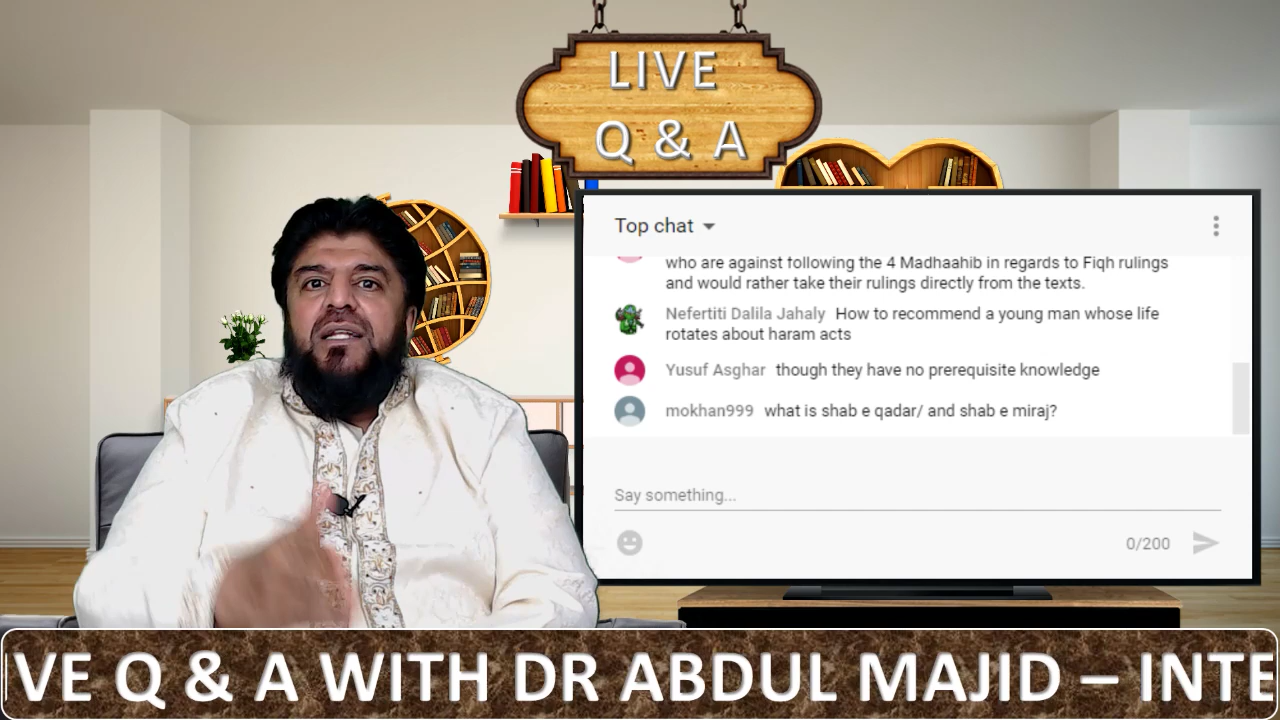 LIVE
Q & A
Top chat
who are against following the 4 Madhaahib in regards to Fiqh rulings
and would rather take their rulings directly from the texts.
Nefertiti Dalila Jahaly How to recommend a young man whose life
rotates about haram acts
Yusuf Asghar though they have no prerequisite knowledge
mokhan999 what is shab e qadar/ and shab e miraj?
Say something...
0/200
VE Q & A WITH DR ABDUL MAJID – INTE